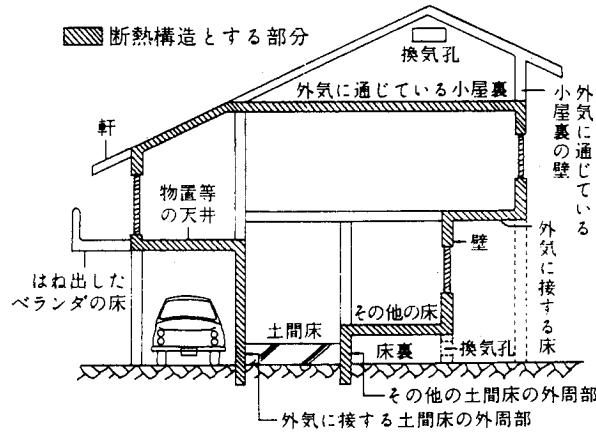 断熱構造とする部分
換気孔
外気に通じている小屋裏
外気に通じている
小屋裏の壁
軒
物置等
の天井
壁
外気に接する床
はね出した
ベランダの床
その他の床
土間床
床裏
換気孔
その他の土間床の外周部
外気に接する土間床の外周部